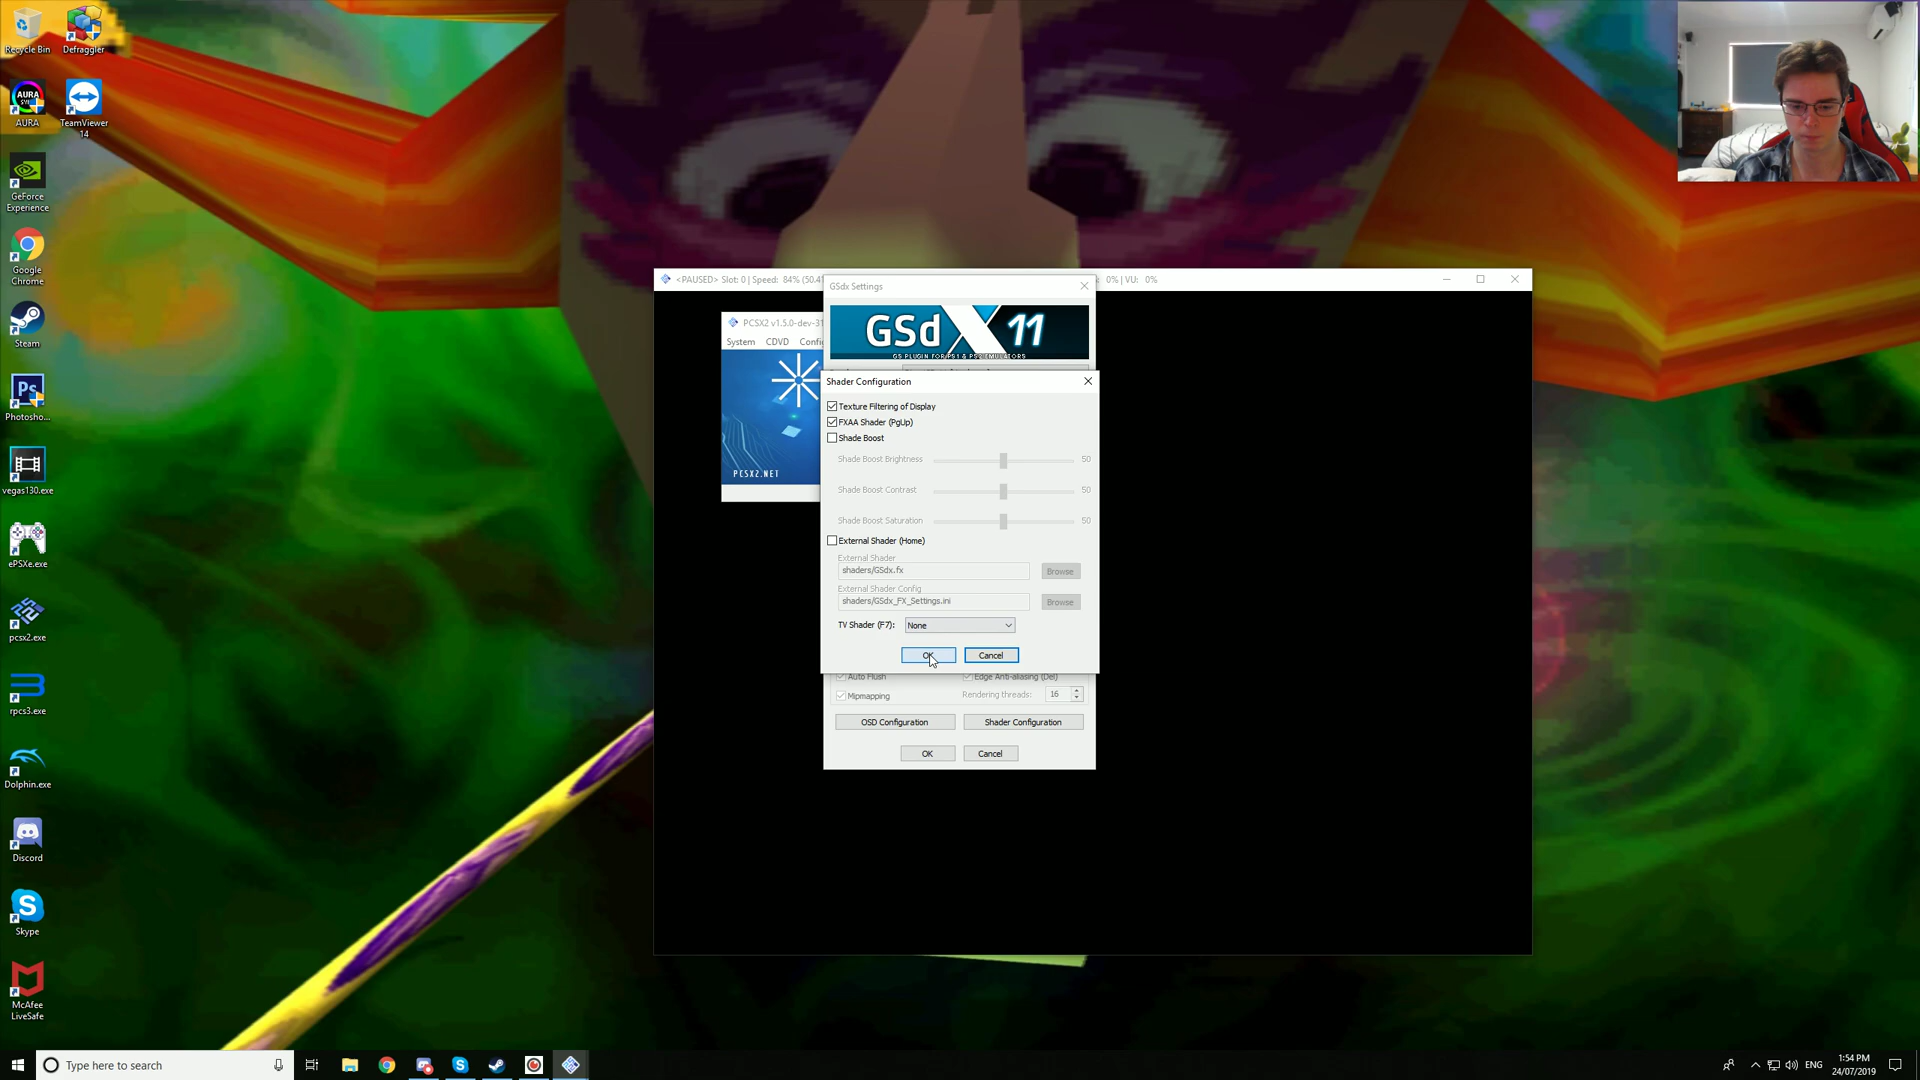 Recycle Bin
Defraggler
AURA
AURA
TeamViewer
14
GeForce
Experience
Google
Chrome
Steam
Ps
Photosho...
vegas130.exe
ePSXe.exe
pcsx2.exe
rpcs3.exe
Dolphin.exe
Discord
Skype
McAfee
LiveSafe
<PAUSED> Slot: 0 | Speed: 84% (50.4
0% | VU: 0%
PCSX2 v1.5.0-dev-31
System CDVD Config
PCSX2.NET
GSdx Settings
GSdX 11
GS PLUGIN FOR PS1 & PS2 EMULATORS
Shader Configuration
Texture Filtering of Display
FXAA Shader (PgUp)
Shade Boost
Shade Boost Brightness 50
Shade Boost Contrast 50
Shade Boost Saturation 50
External Shader (Home)
External Shader
shaders/GSdx.fx Browse
External Shader Config
shaders/GSdx_FX_Settings.ini Browse
TV Shader (F7): None
OK Cancel
Auto Flush Edge Anti-aliasing (Del)
Mipmapping Rendering threads: 16
OSD Configuration Shader Configuration
OK Cancel
Type here to search
ENG
1:54 PM
24/07/2019